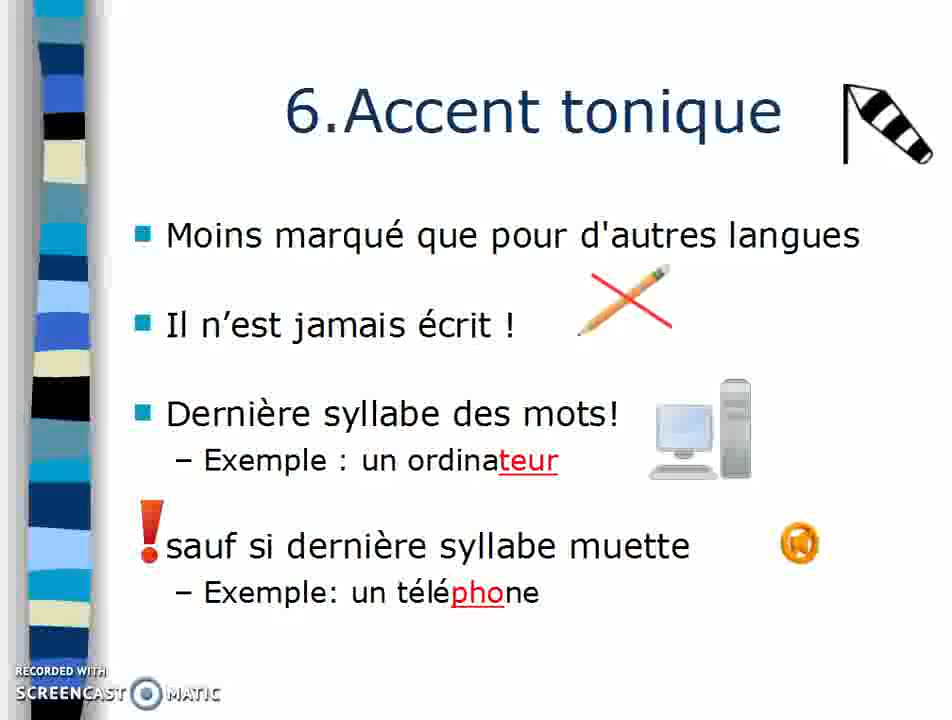 6.Accent tonique
Moins marqué que pour d'autres langues
Il n’est jamais écrit !
Dernière syllabe des mots!
– Exemple : un ordinateur
sauf si dernière syllabe muette
– Exemple: un téléphone
RECORDED WITH
SCREENCAST MATIC